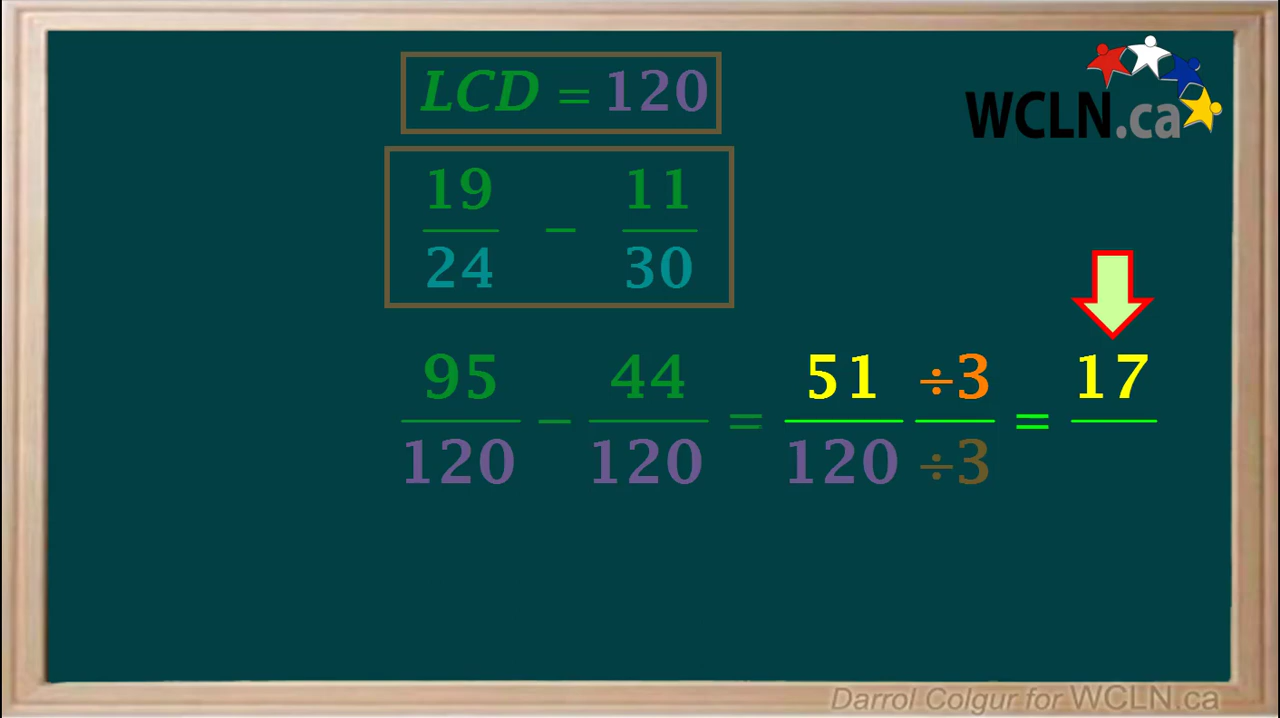 LCD = 120
WCLN.ca
19/24 − 11/30
95/120 − 44/120 = 51/120 ÷3/÷3 = 17/
Darrol Colgur for WCLN.ca